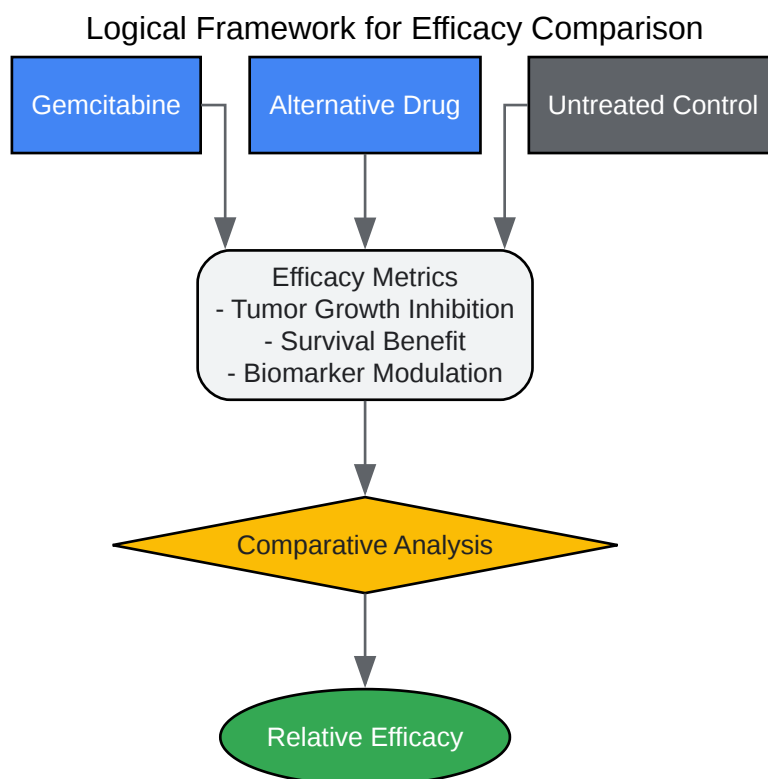 Logical Framework for Efficacy Comparison
Gemcitabine
Alternative Drug
Untreated Control
Efficacy Metrics
- Tumor Growth Inhibition
- Survival Benefit
- Biomarker Modulation
Comparative Analysis
Relative Efficacy